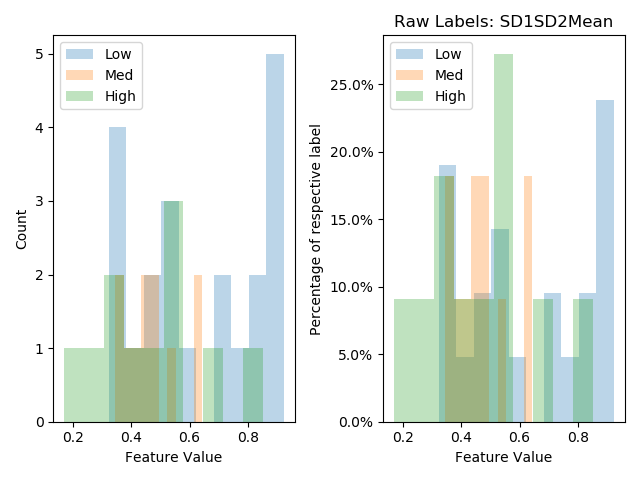 Raw Labels: SD1SD2Mean
Low
Med
High
5
4
3
2
1
0
Count
0.2 0.4 0.6 0.8
Feature Value
Low
Med
High
25.0%
20.0%
15.0%
10.0%
5.0%
0.0%
Percentage of respective label
0.2 0.4 0.6 0.8
Feature Value